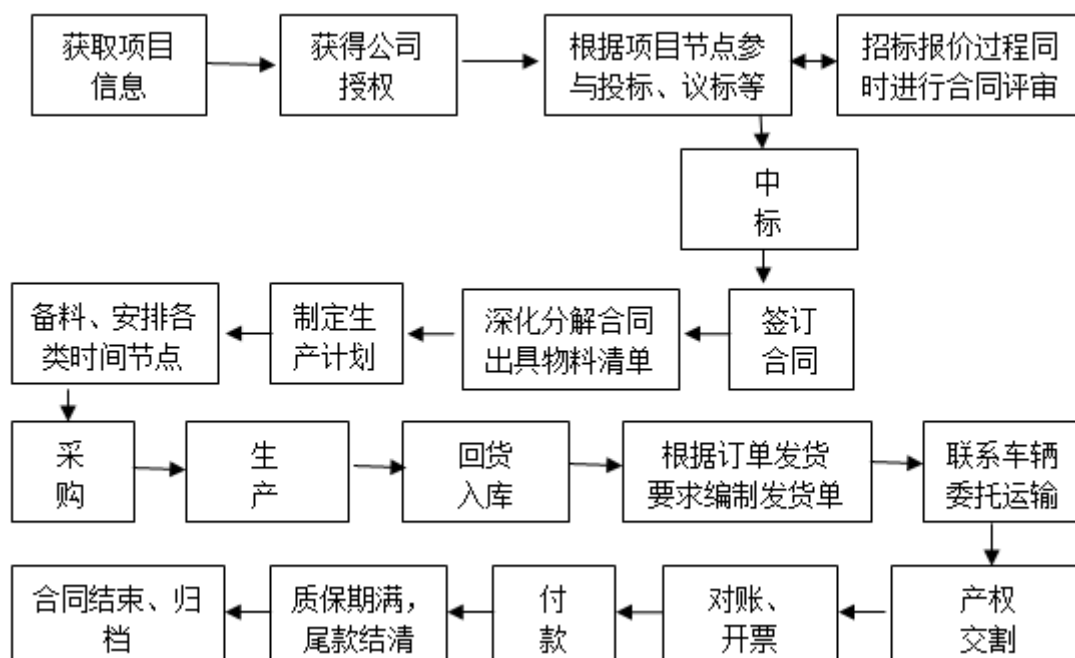 获取项目
信息
获得公司
授权
根据项目节点参
与投标、议标等
招标报价过程同
时进行合同评审
中
标
签订
合同
深化分解合同
出具物料清单
制定生
产计划
备料、安排各
类时间节点
采
购
生
产
回货
入库
根据订单发货
要求编制发货单
联系车辆
委托运输
产权
交割
对账、
开票
付
款
质保期满，
尾款结清
合同结束、归
档